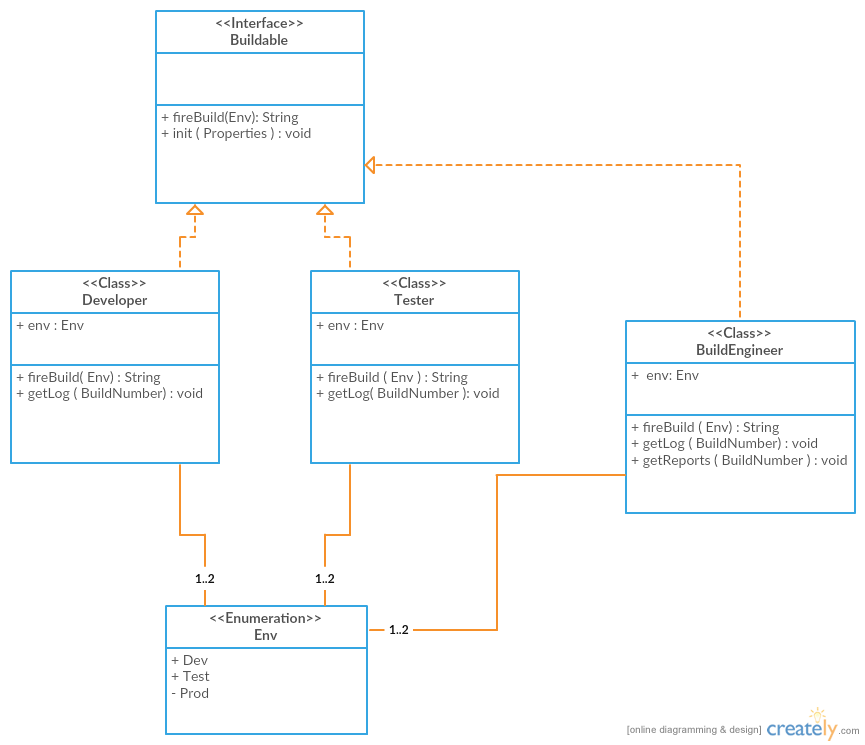 <<Interface>>
Buildable
+ fireBuild(Env): String
+ init ( Properties ) : void
<<Class>>
Developer
+ env : Env
+ fireBuild( Env) : String
+ getLog ( BuildNumber) : void
<<Class>>
Tester
+ env : Env
+ fireBuild ( Env ) : String
+ getLog( BuildNumber ): void
<<Class>>
BuildEngineer
+ env: Env
+ fireBuild ( Env) : String
+ getLog ( BuildNumber) : void
+ getReports ( BuildNumber ) : void
1..2
1..2
1..2
<<Enumeration>>
Env
+ Dev
+ Test
- Prod
[online diagramming & design] creately.com